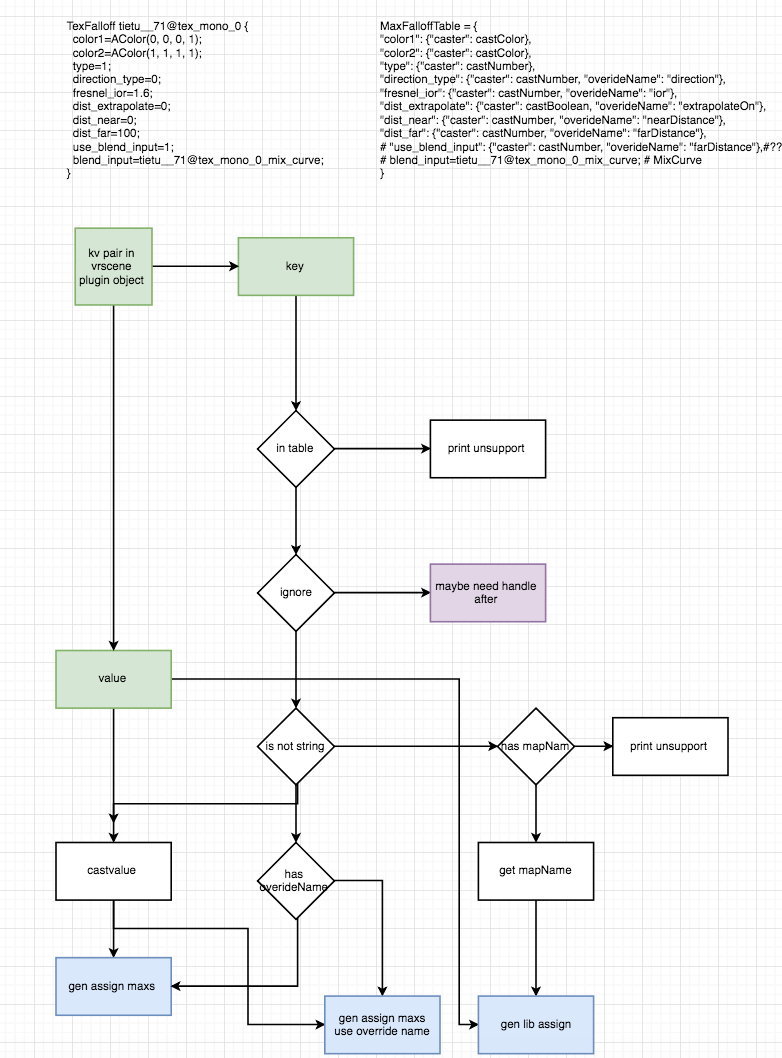 TexFalloff tietu__71@tex_mono_0 {
color1=AColor(0, 0, 0, 1);
color2=AColor(1, 1, 1, 1);
type=1;
direction_type=0;
fresnel_ior=1.6;
dist_extrapolate=0;
dist_near=0;
dist_far=100;
use_blend_input=1;
blend_input=tietu__71@tex_mono_0_mix_curve;
}
MaxFalloffTable = {
"color1": {"caster": castColor},
"color2": {"caster": castColor},
"type": {"caster": castNumber},
"direction_type": {"caster": castNumber, "overideName": "direction"},
"fresnel_ior": {"caster": castNumber, "overideName": "ior"},
"dist_extrapolate": {"caster": castBoolean, "overideName": "extrapolateOn"},
"dist_near": {"caster": castNumber, "overideName": "nearDistance"},
"dist_far": {"caster": castNumber, "overideName": "farDistance"},
# "use_blend_input": {"caster": castNumber, "overideName": "farDistance"},#??
# blend_input=tietu__71@tex_mono_0_mix_curve; # MixCurve
}
kv pair in
vrscene
plugin object
key
in table
print unsupport
ignore
maybe need handle
after
value
is not string
has mapNam
print unsupport
castvalue
has
overideName
get mapName
gen assign maxs
gen assign maxs
use override name
gen lib assign